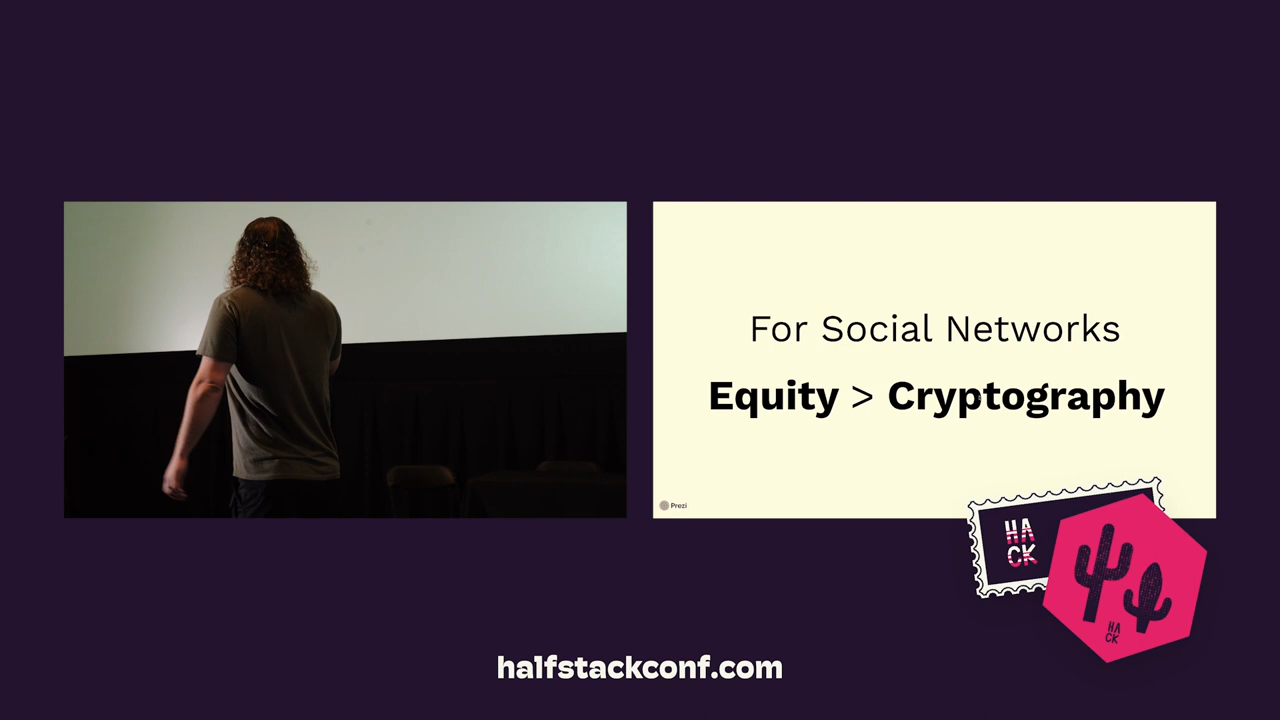 For Social Networks
Equity > Cryptography
Prezi
HA
CK
HA
CK
halfstackconf.com